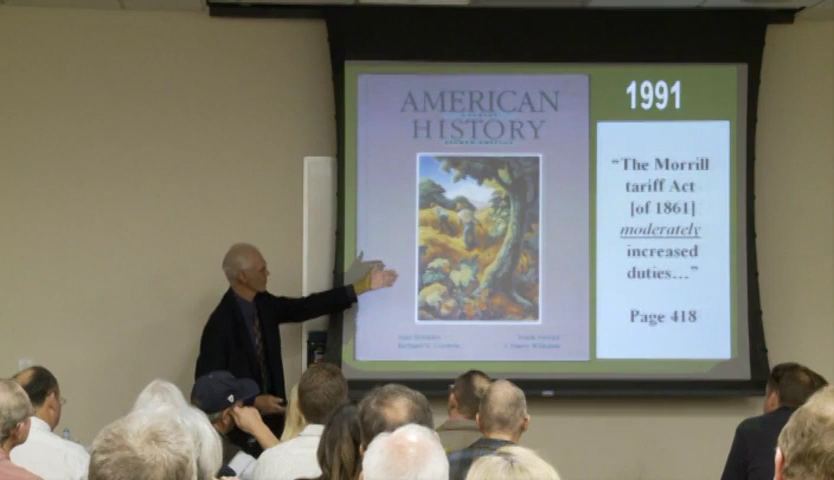 AMERICAN
HISTORY
1991
“The Morrill
tariff Act
[of 1861]
moderately
increased
duties…”
Page 418